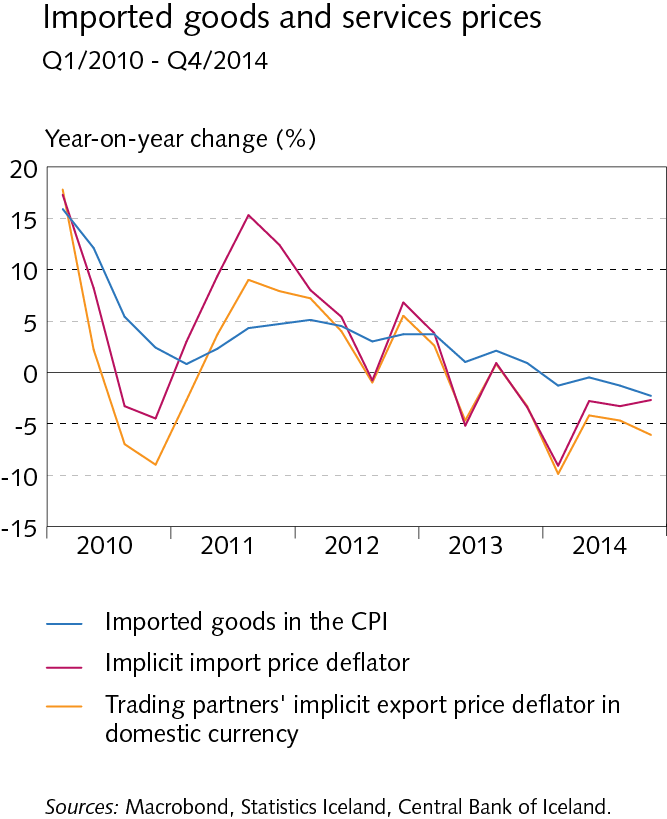 Imported goods and services prices
Q1/2010 - Q4/2014
Year-on-year change (%)
20
15
10
5
0
-5
-10
-15
2010 2011 2012 2013 2014
Imported goods in the CPI
Implicit import price deflator
Trading partners' implicit export price deflator in
domestic currency
Sources: Macrobond, Statistics Iceland, Central Bank of Iceland.